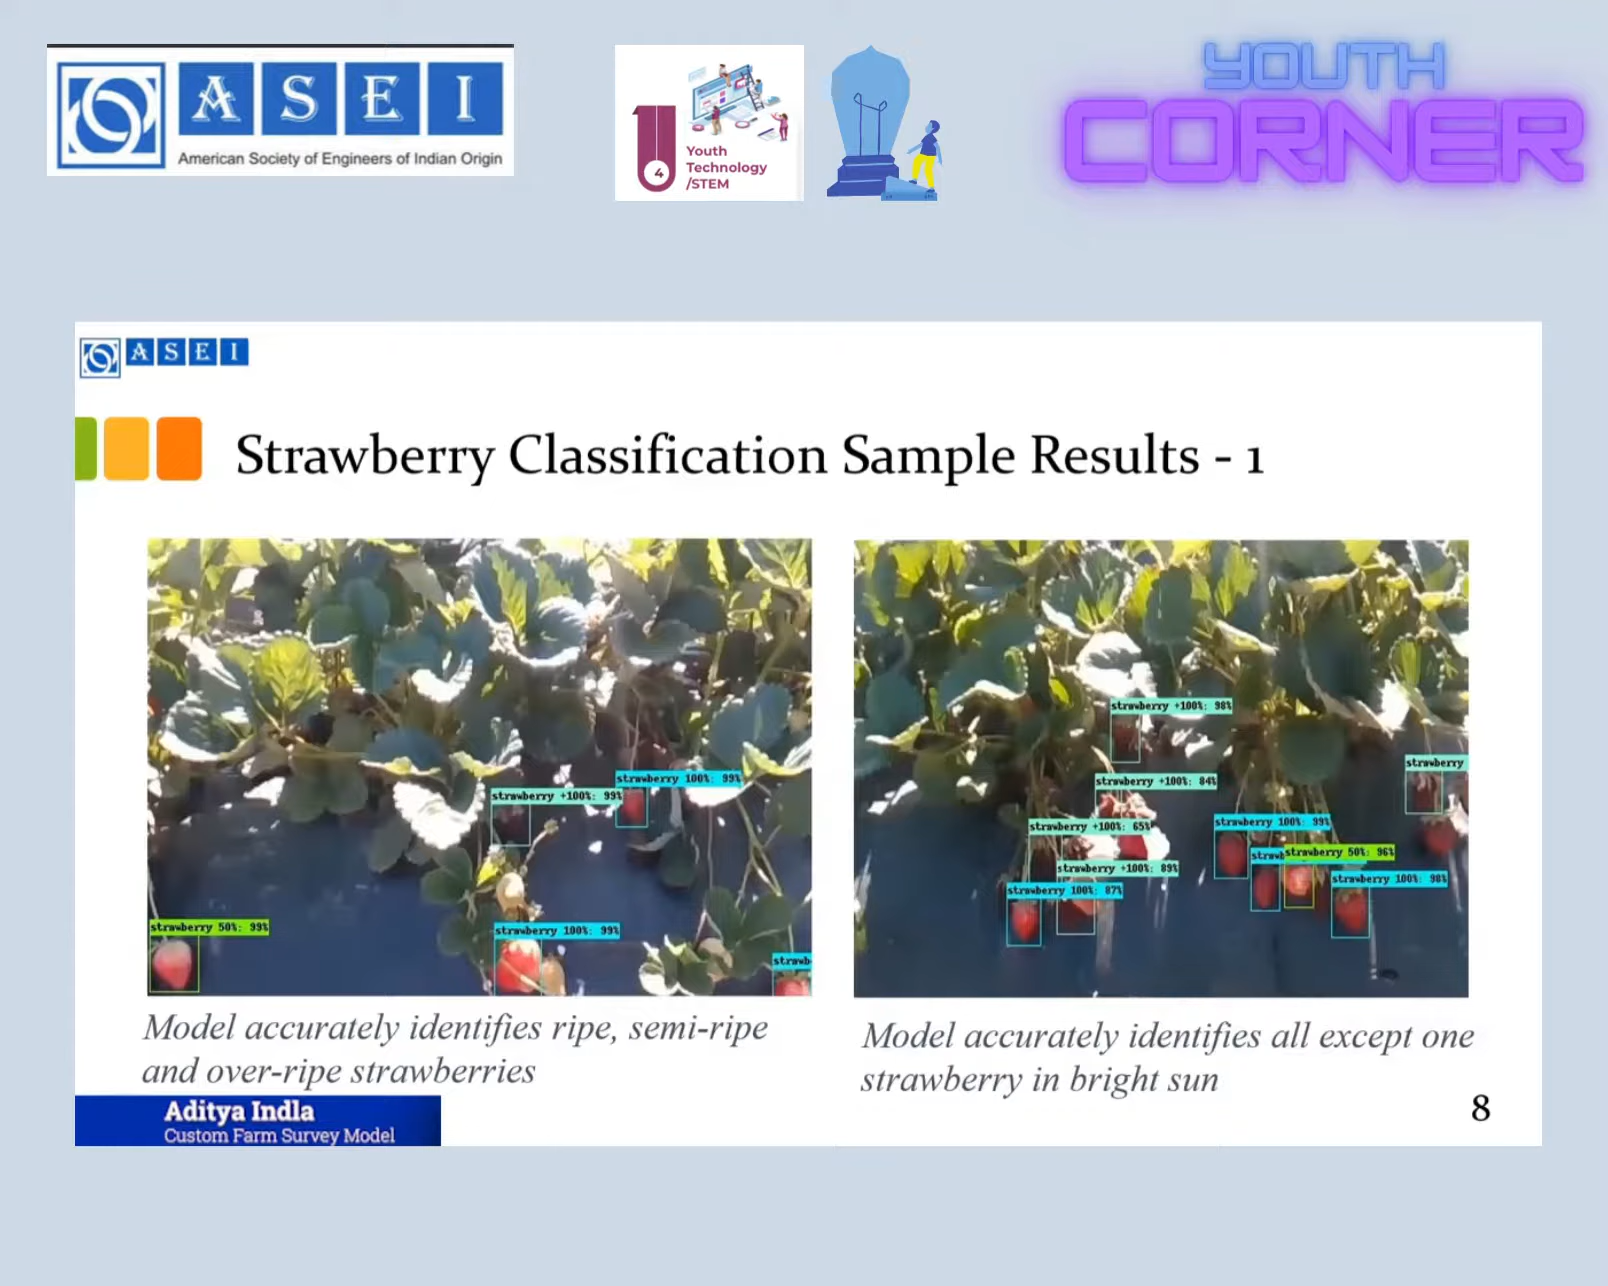 ASEI
American Society of Engineers of Indian Origin
4
Youth
Technology
/STEM
YOUTH
CORNER
ASEI
Strawberry Classification Sample Results - 1
strawberry 100%: 99%
strawberry +100%: 99%
strawberry 50%: 99%
strawberry 100%: 99%
strawb
strawberry +100%: 98%
strawberry
strawberry +100%: 84%
strawberry +100%: 65%
strawberry 100%: 99%
strawb
strawberry 50%: 96%
strawberry +100%: 89%
strawberry 100%: 98%
strawberry 100%: 87%
Model accurately identifies ripe, semi-ripe
and over-ripe strawberries
Model accurately identifies all except one
strawberry in bright sun
Aditya Indla
Custom Farm Survey Model
8